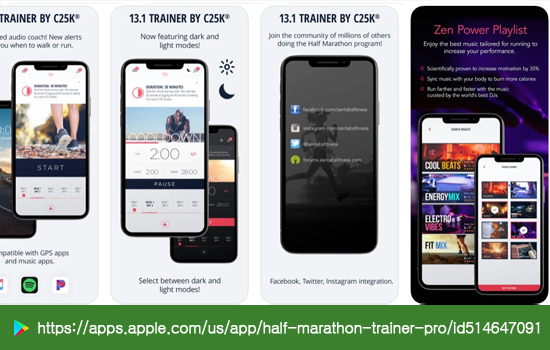 TRAINER BY C25K®
ed audio coach! New alerts
you when to walk or run.
DURATION: 30 MINUTES
START
mpatible with GPS apps
and music apps.
13.1 TRAINER BY C25K®
Now featuring dark and
light modes!
DURATION: 30 MINUTES
COOLDOWN
2:00
2:00
28:00
PAUSE
Select between dark and
light modes!
13.1 TRAINER BY C25K®
Join the community of millions of others
doing the Half Marathon program!
facebook.com/zenlabsfitness
instagram.com/zenlabsfitness
@zenlabsfitness
forums.zenlabsfitness.com
Facebook, Twitter, Instagram integration.
Zen Power Playlist
Enjoy the best music tailored for running to
increase your performance.
Scientifically proven to increase motivation by 35%
Sync music with your body to burn more calories
Run farther and faster with the music
curated by the world's best DJs
COOL BEATS
ENERGY MIX
ELECTRO
VIBES
FIT MIX
https://apps.apple.com/us/app/half-marathon-trainer-pro/id514647091